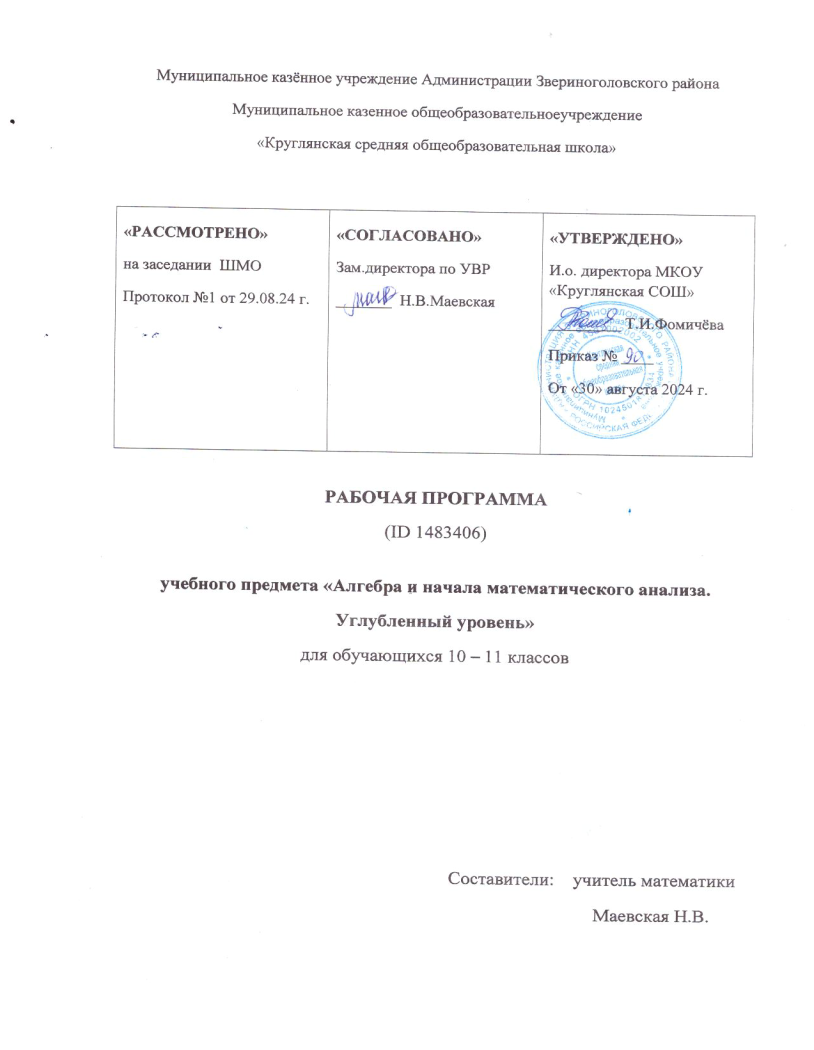 Муниципальное казённое учреждение Администрации Звериноголовского района
Муниципальное казенное общеобразовательноеучреждение
«Круглянская средняя общеобразовательная школа»
«РАССМОТРЕНО»
на заседании ШМО
Протокол №1 от 29.08.24 г.
«СОГЛАСОВАНО»
Зам.директора по УВР
Н.В.Маевская
«УТВЕРЖДЕНО»
И.о. директора МКОУ
«Круглянская СОШ»
Т.И.Фомичёва
Приказ №
От «30» августа 2024 г.
РАБОЧАЯ ПРОГРАММА
(ID 1483406)
учебного предмета «Алгебра и начала математического анализа.
Углубленный уровень»
для обучающихся 10 – 11 классов
Составители: учитель математики
Маевская Н.В.